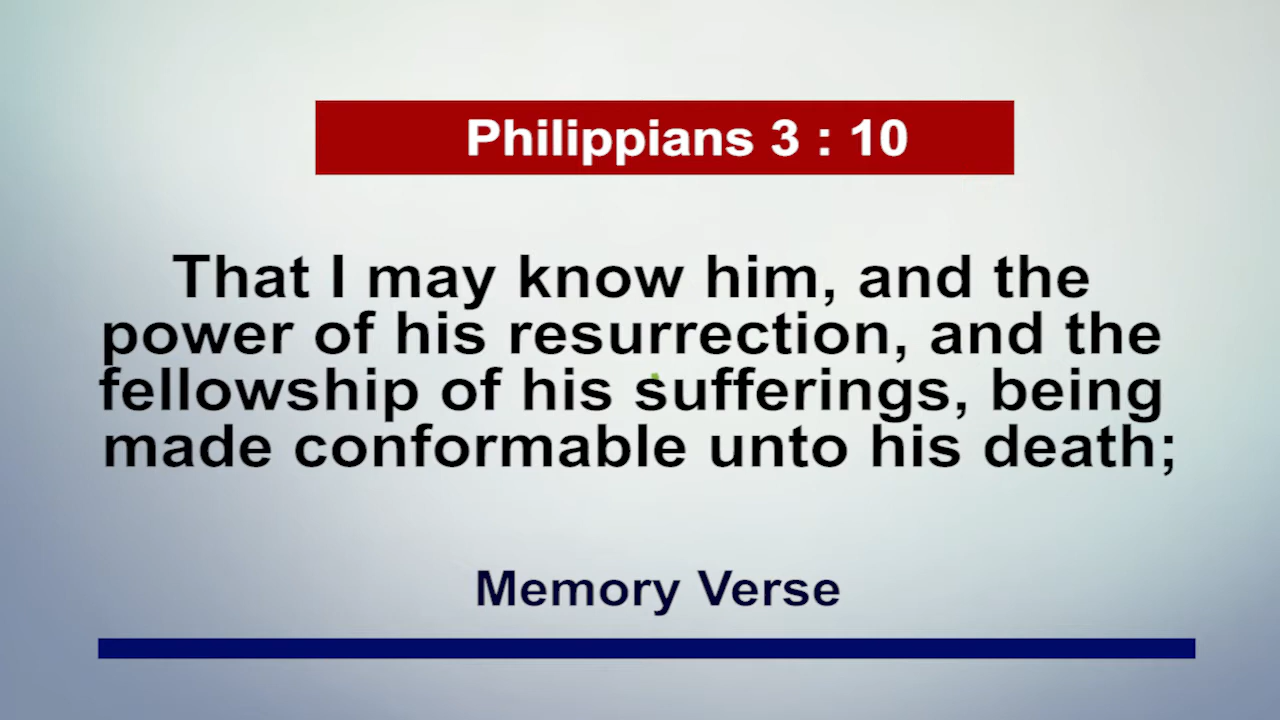 Philippians 3 : 10
That I may know him, and the
power of his resurrection, and the
fellowship of his sufferings, being
made conformable unto his death;
Memory Verse